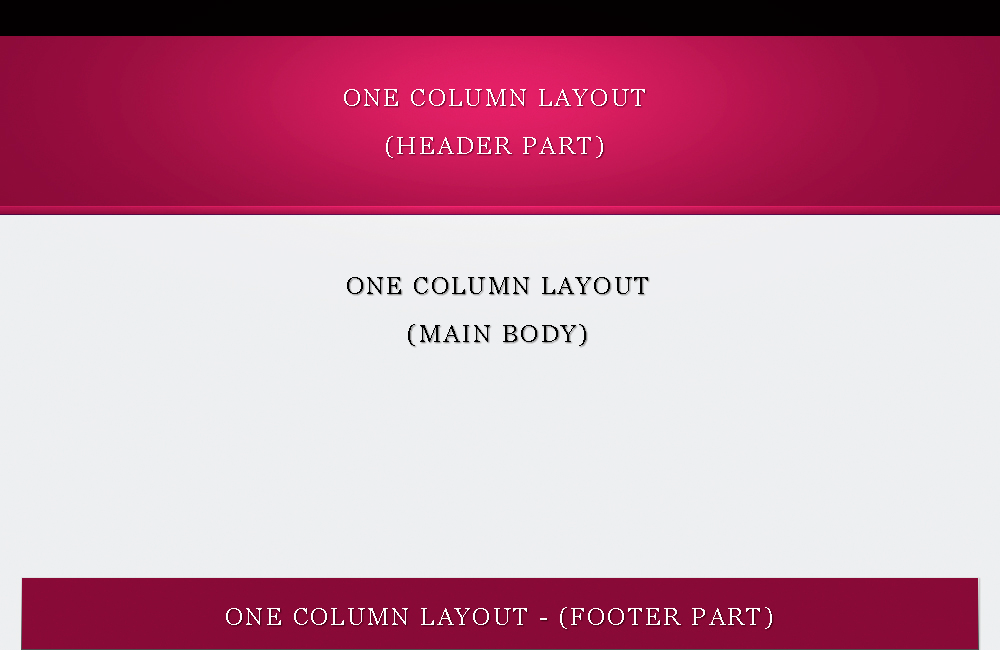 ONE COLUMN LAYOUT
(HEADER PART)
ONE COLUMN LAYOUT
(MAIN BODY)
ONE COLUMN LAYOUT - (FOOTER PART)